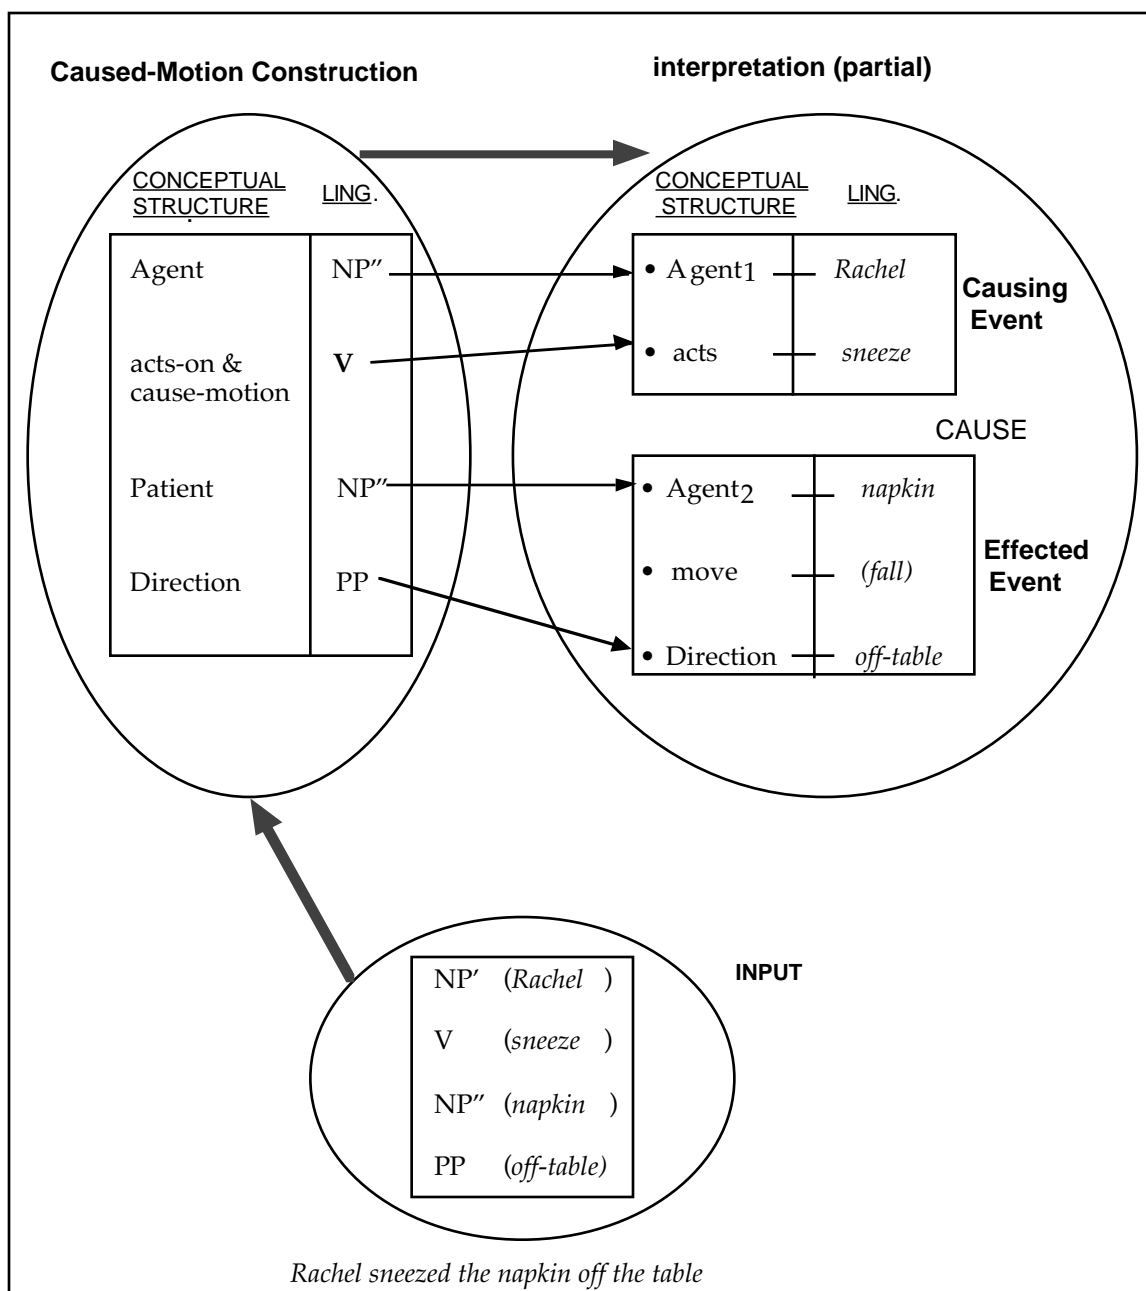 Caused-Motion Construction
interpretation (partial)
CONCEPTUAL
STRUCTURE
LING.
Agent NP″
acts-on & V
cause-motion
Patient NP″
Direction PP
CONCEPTUAL
STRUCTURE
LING.
• Agent1 Rachel
• acts sneeze
Causing
Event
CAUSE
• Agent2 napkin
• move (fall)
• Direction off-table
Effected
Event
INPUT
NP′ (Rachel )
V (sneeze )
NP″ (napkin )
PP (off-table)
Rachel sneezed the napkin off the table